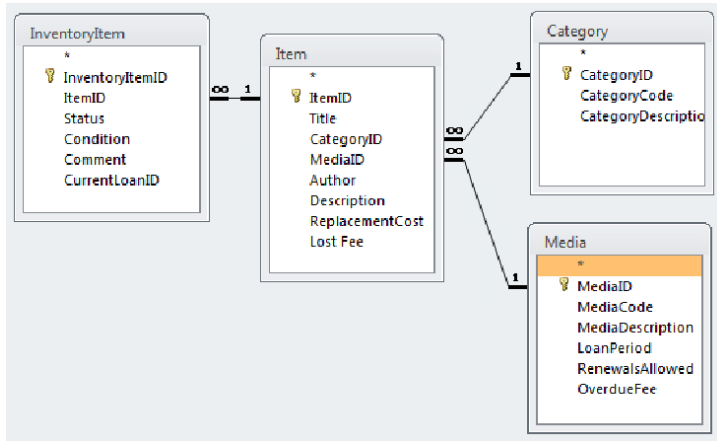 InventoryItem
*
InventoryItemID
ItemID
Status
Condition
Comment
CurrentLoanID
∞ 1
Item
*
ItemID
Title
CategoryID
MediaID
Author
Description
ReplacementCost
Lost Fee
∞
∞
1
1
Category
*
CategoryID
CategoryCode
CategoryDescriptio
Media
*
MediaID
MediaCode
MediaDescription
LoanPeriod
RenewalsAllowed
OverdueFee